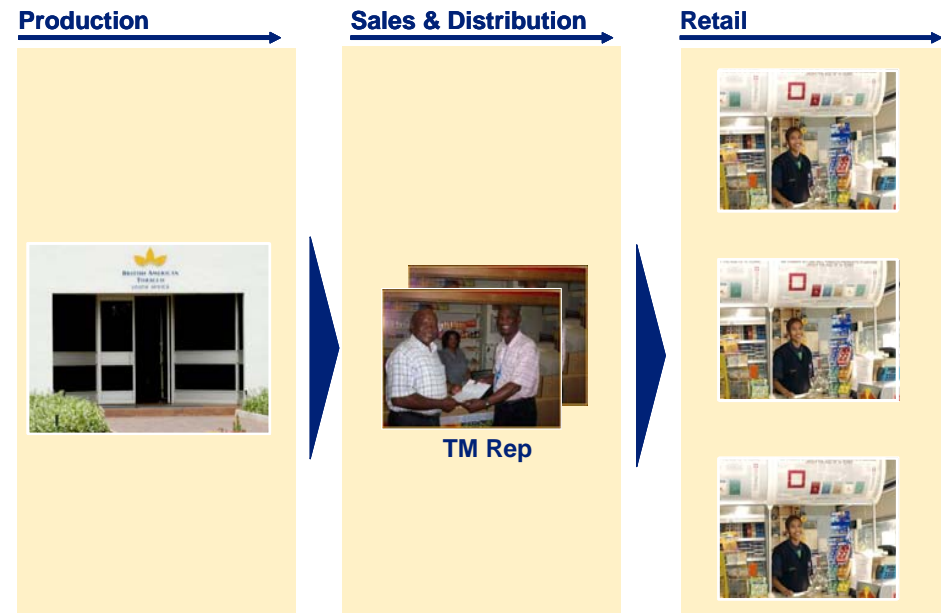 Production
Sales & Distribution
Retail
BRITISH AMERICAN
TOBACCO
TM Rep